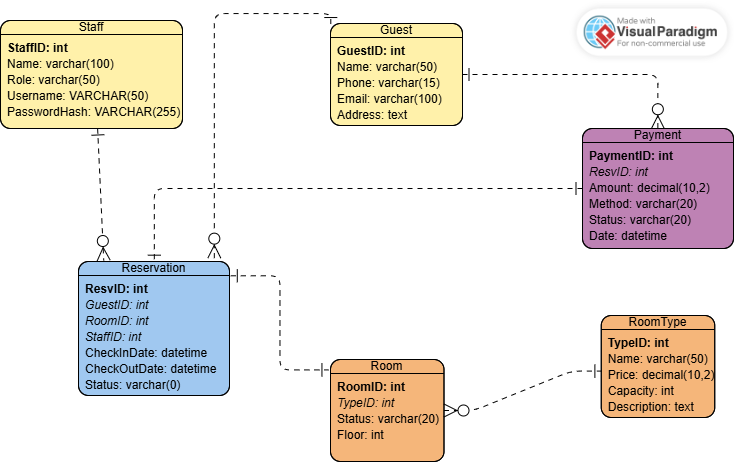 Staff
StaffID: int
Name: varchar(100)
Role: varchar(50)
Username: VARCHAR(50)
PasswordHash: VARCHAR(255)
Guest
GuestID: int
Name: varchar(50)
Phone: varchar(15)
Email: varchar(100)
Address: text
Made with
VisualParadigm
For non-commercial use
Payment
PaymentID: int
ResvID: int
Amount: decimal(10,2)
Method: varchar(20)
Status: varchar(20)
Date: datetime
Reservation
ResvID: int
GuestID: int
RoomID: int
StaffID: int
CheckInDate: datetime
CheckOutDate: datetime
Status: varchar(0)
Room
RoomID: int
TypeID: int
Status: varchar(20)
Floor: int
RoomType
TypeID: int
Name: varchar(50)
Price: decimal(10,2)
Capacity: int
Description: text